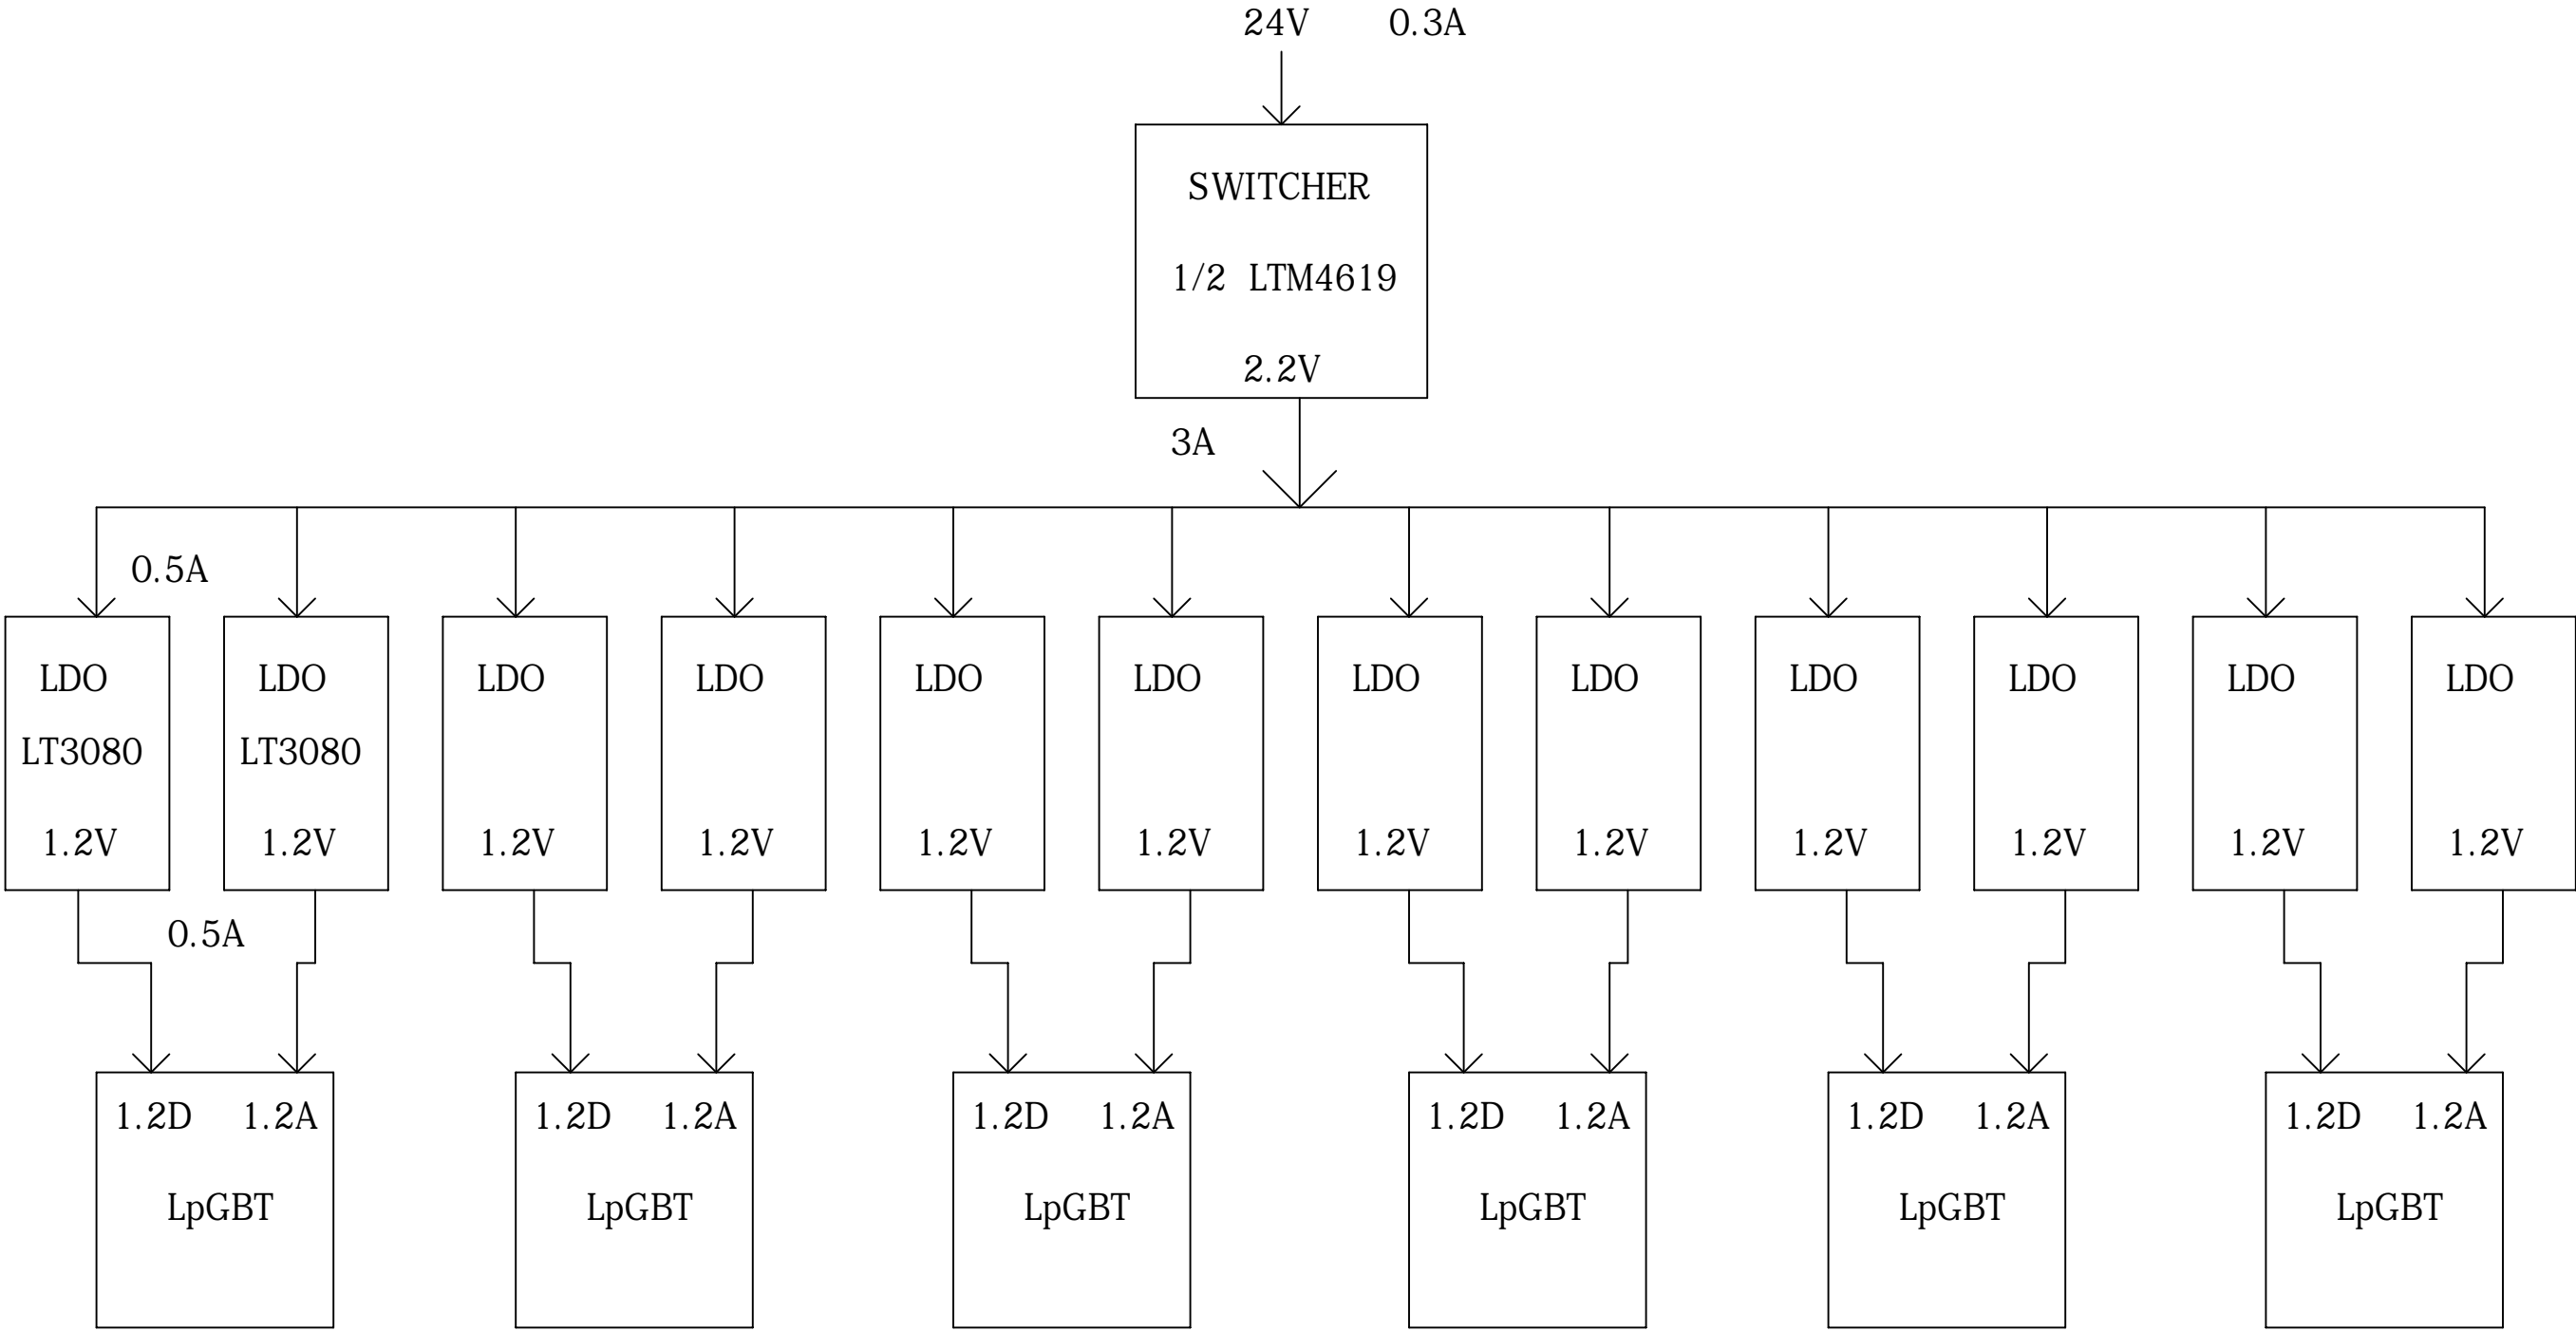 24V 0.3A
SWITCHER
1/2 LTM4619
2.2V
3A
0.5A
LDO LDO LDO LDO LDO LDO LDO LDO LDO LDO LDO LDO
LT3080 LT3080
1.2V 1.2V 1.2V 1.2V 1.2V 1.2V 1.2V 1.2V 1.2V 1.2V 1.2V 1.2V
0.5A
1.2D 1.2A 1.2D 1.2A 1.2D 1.2A 1.2D 1.2A 1.2D 1.2A 1.2D 1.2A
LpGBT LpGBT LpGBT LpGBT LpGBT LpGBT